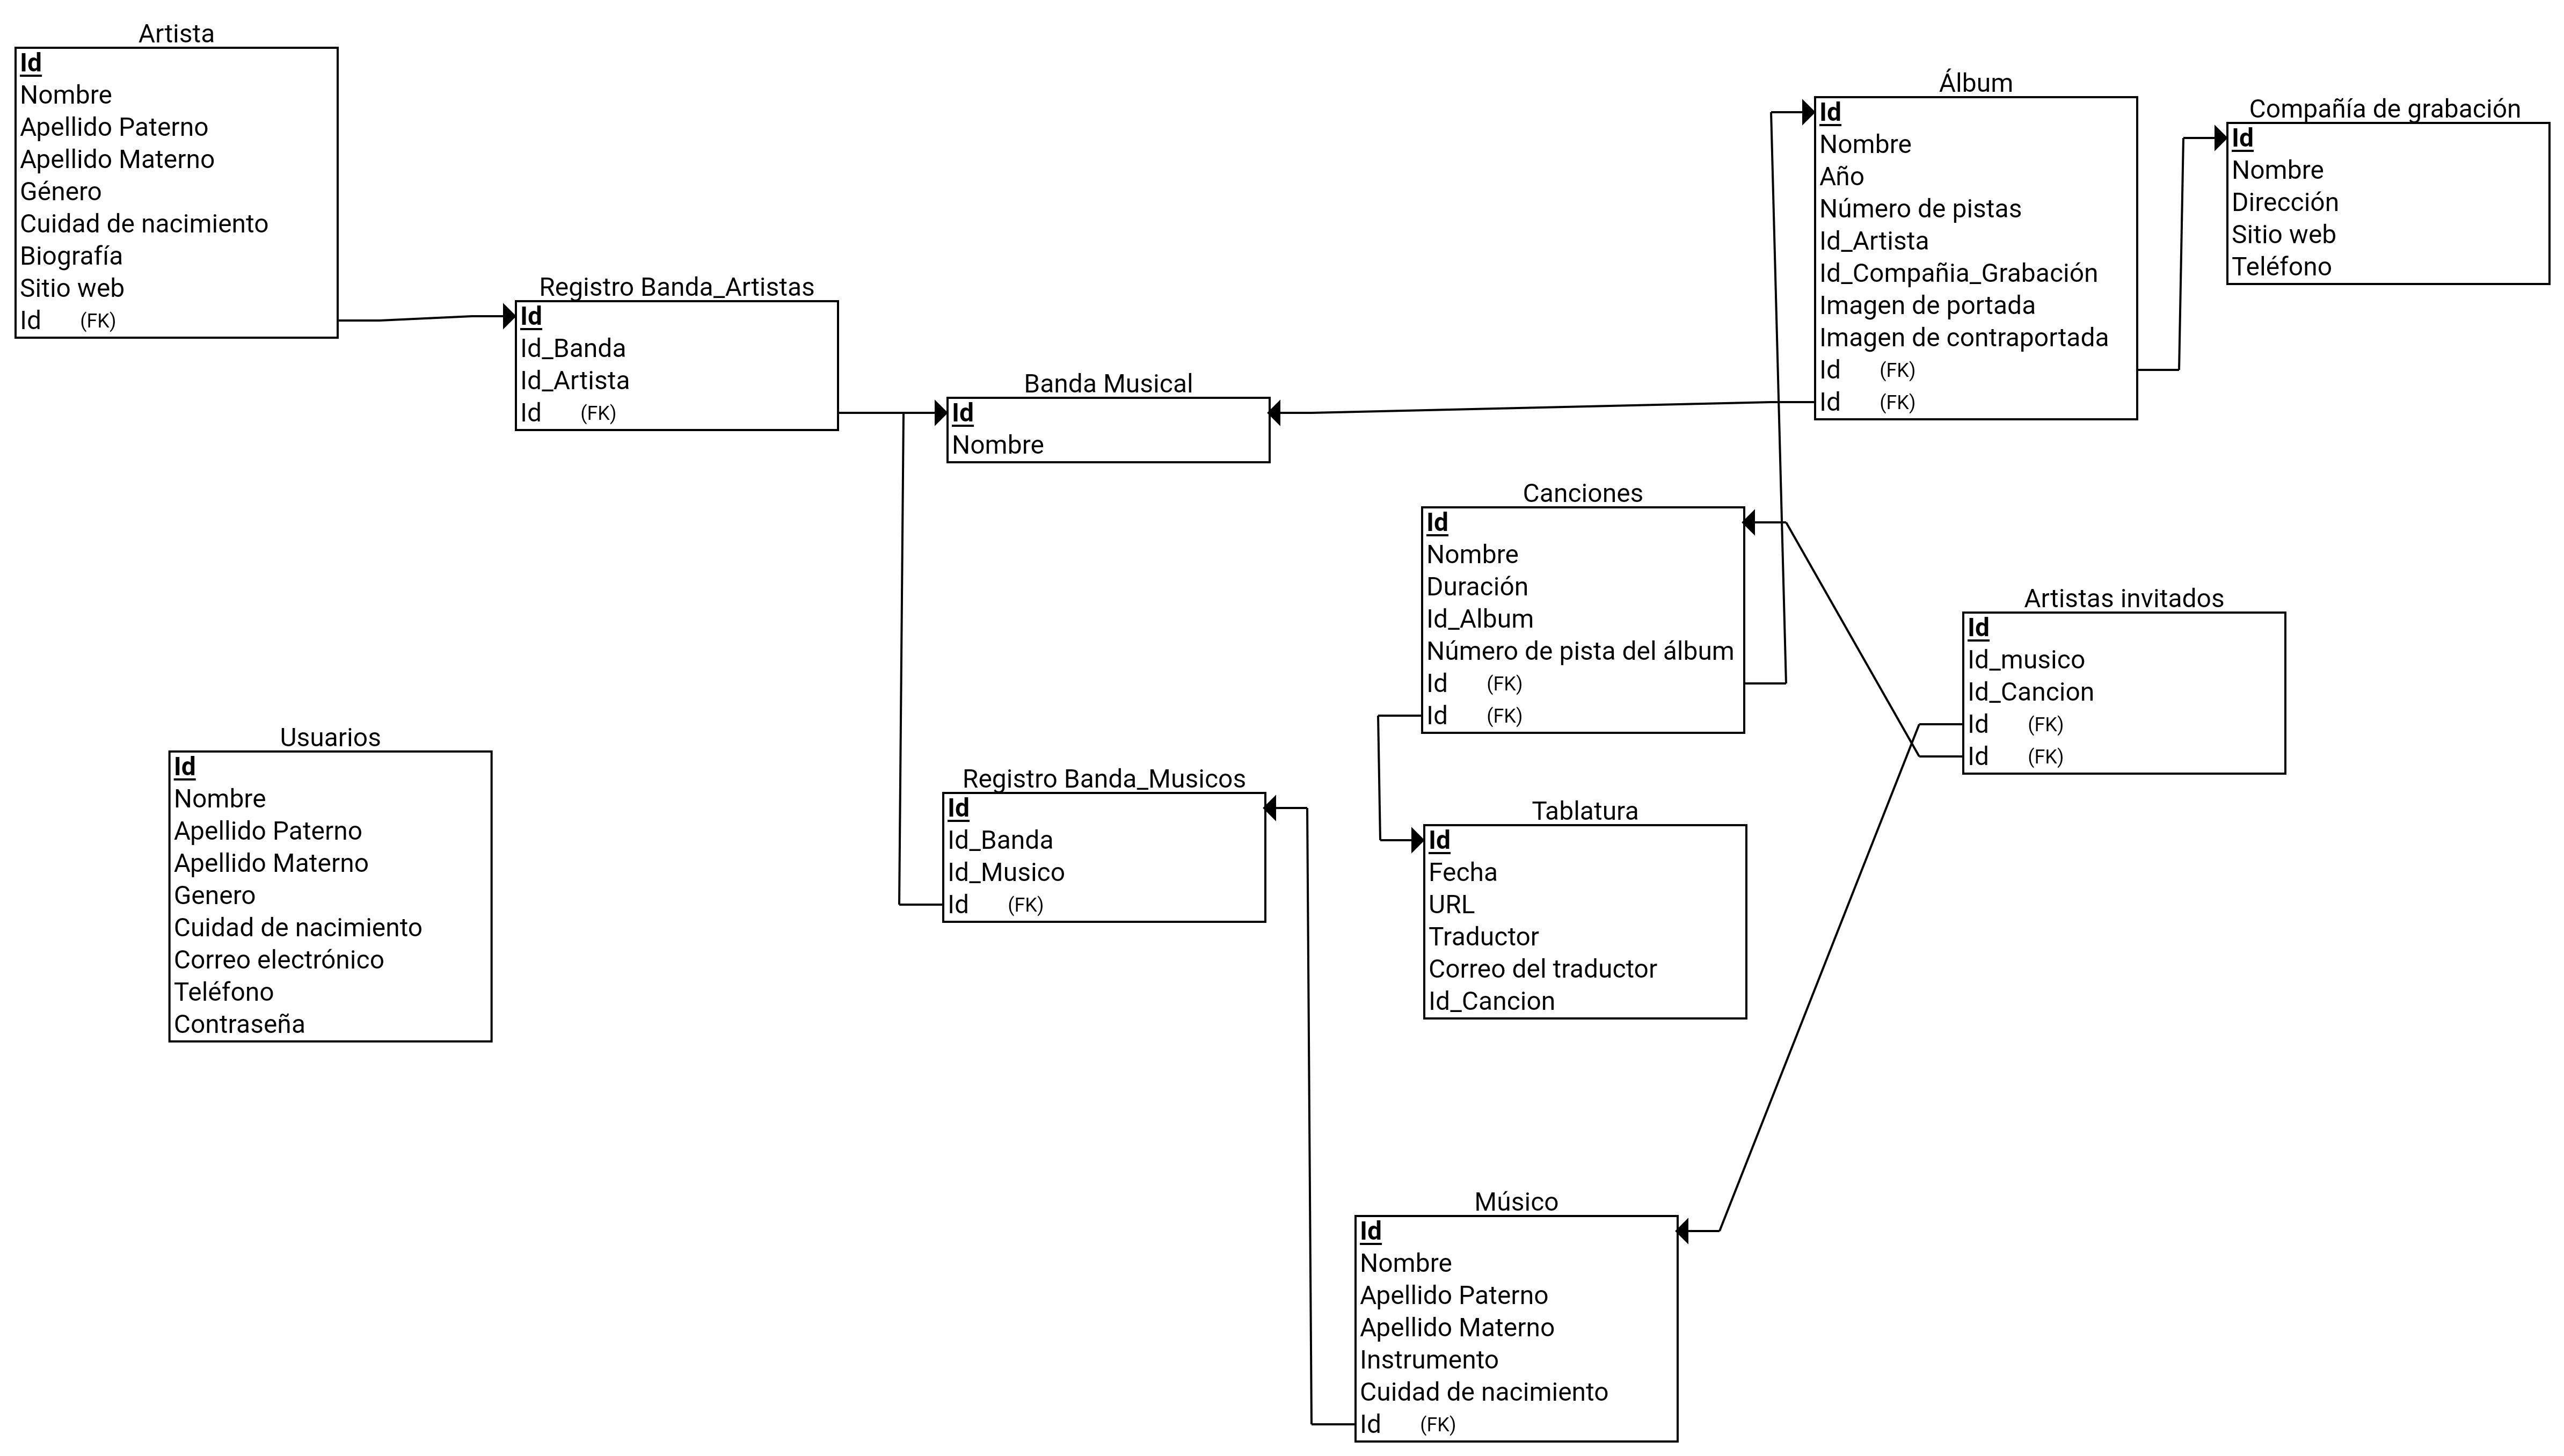 Artista
Id
Nombre
Apellido Paterno
Apellido Materno
Género
Cuidad de nacimiento
Biografía
Sitio web
Id (FK)
Registro Banda_Artistas
Id
Id_Banda
Id_Artista
Id (FK)
Banda Musical
Id
Nombre
Álbum
Id
Nombre
Año
Número de pistas
Id_Artista
Id_Compañia_Grabación
Imagen de portada
Imagen de contraportada
Id (FK)
Id (FK)
Compañía de grabación
Id
Nombre
Dirección
Sitio web
Teléfono
Canciones
Id
Nombre
Duración
Id_Album
Número de pista del álbum
Id (FK)
Id (FK)
Artistas invitados
Id
Id_musico
Id_Cancion
Id (FK)
Id (FK)
Usuarios
Id
Nombre
Apellido Paterno
Apellido Materno
Genero
Cuidad de nacimiento
Correo electrónico
Teléfono
Contraseña
Registro Banda_Musicos
Id
Id_Banda
Id_Musico
Id (FK)
Tablatura
Id
Fecha
URL
Traductor
Correo del traductor
Id_Cancion
Músico
Id
Nombre
Apellido Paterno
Apellido Materno
Instrumento
Cuidad de nacimiento
Id (FK)